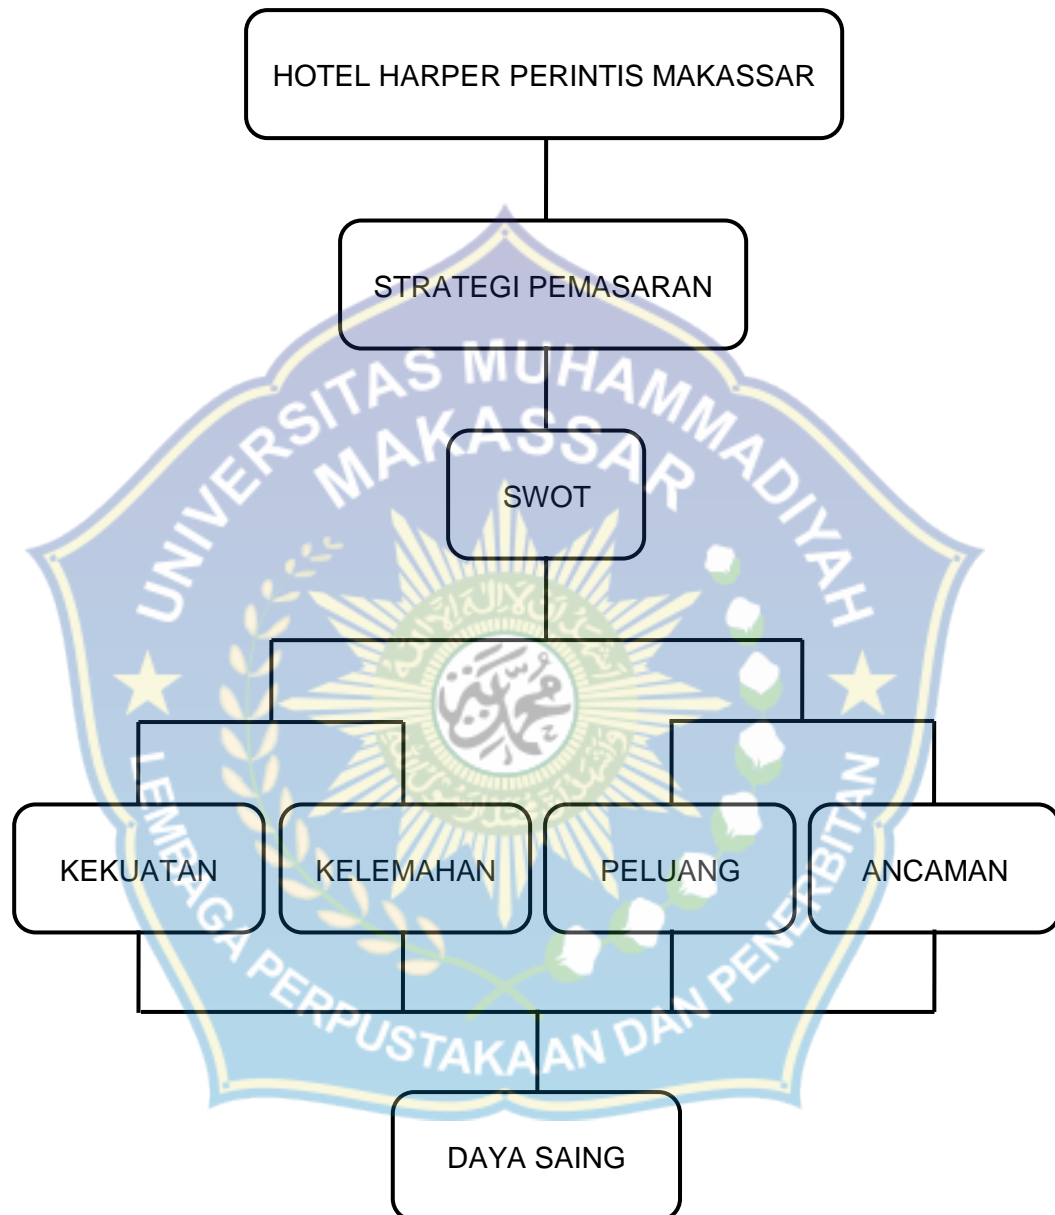 HOTEL HARPER PERINTIS MAKASSAR
STRATEGI PEMASARAN
UNIVERSITAS MUHAMMADIYAH
MAKASSAR
SWOT
KEKUATAN
KELEMAHAN
PELUANG
ANCAMAN
LEMBAGA PERPUSTAKAAN DAN PENERBITAN
DAYA SAING